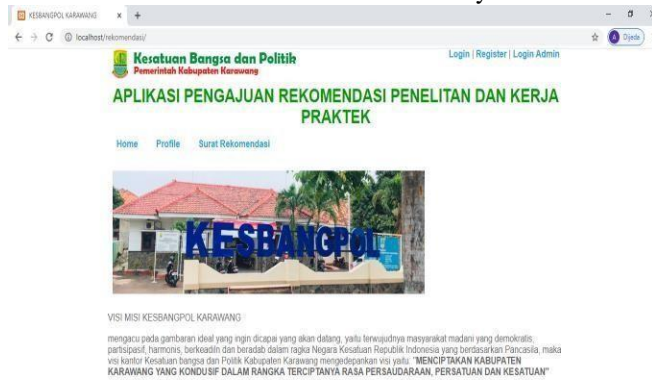 KESBANGPOL KARAWANG
localhost/rekomendasi/
Dijeda
Kesatuan Bangsa dan Politik
Pemerintah Kabupaten Karawang
Login | Register | Login Admin
APLIKASI PENGAJUAN REKOMENDASI PENELITAN DAN KERJA
PRAKTEK
Home Profile Surat Rekomendasi
KESBANGPOL
VISI MISI KESBANGPOL KARAWANG
mengacu pada gambaran ideal yang ingin dicapai yang akan datang, yaitu terwujudnya masyarakat madani yang demokratis,
partisipasif, harmonis, berkeadiln dan beradab dalam ragka Negara Kesatuan Republik Indonesia yang berdasarkan Pancasila, maka
visi kantor Kesatuan bangsa dan Politik Kabupaten Karawang mengedepankan visi yaitu: "MENCIPTAKAN KABUPATEN
KARAWANG YANG KONDUSIF DALAM RANGKA TERCIPTANYA RASA PERSAUDARAAN, PERSATUAN DAN KESATUAN"